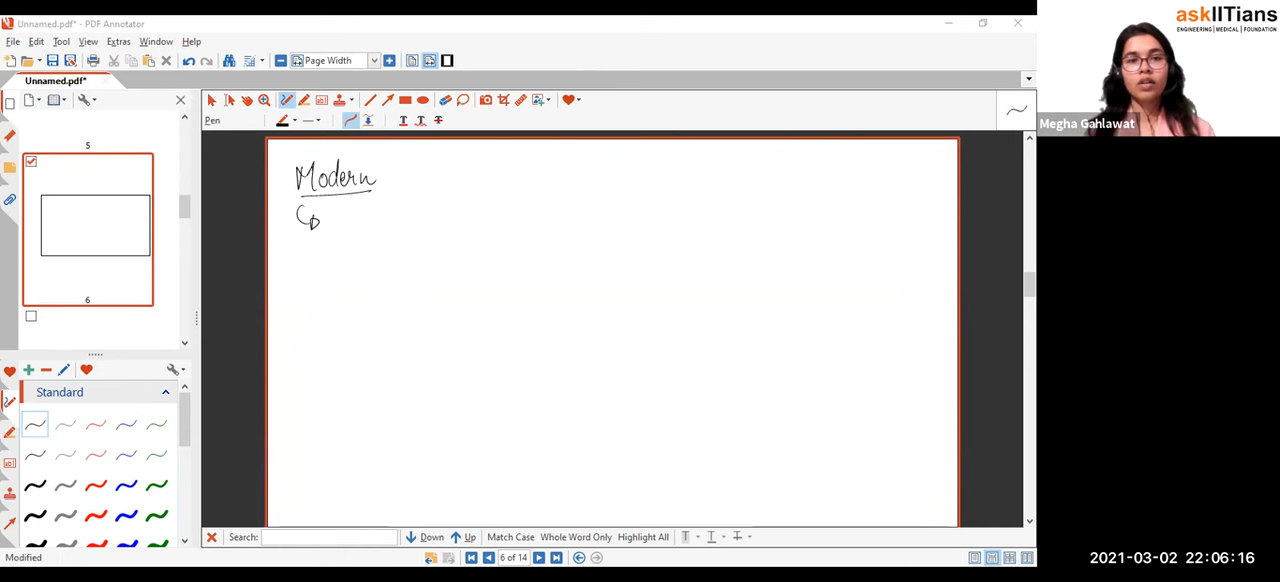 Unnamed.pdf* - PDF Annotator
askIITians
ENGINEERING | MEDICAL | FOUNDATION
File Edit Tool View Extras Window Help
Page Width
Unnamed.pdf*
Pen
Megha Gahlawat
5
Modern
6
Standard
Search: Down Up Match Case Whole Word Only Highlight All
Modified
6 of 14
2021-03-02 22:06:16